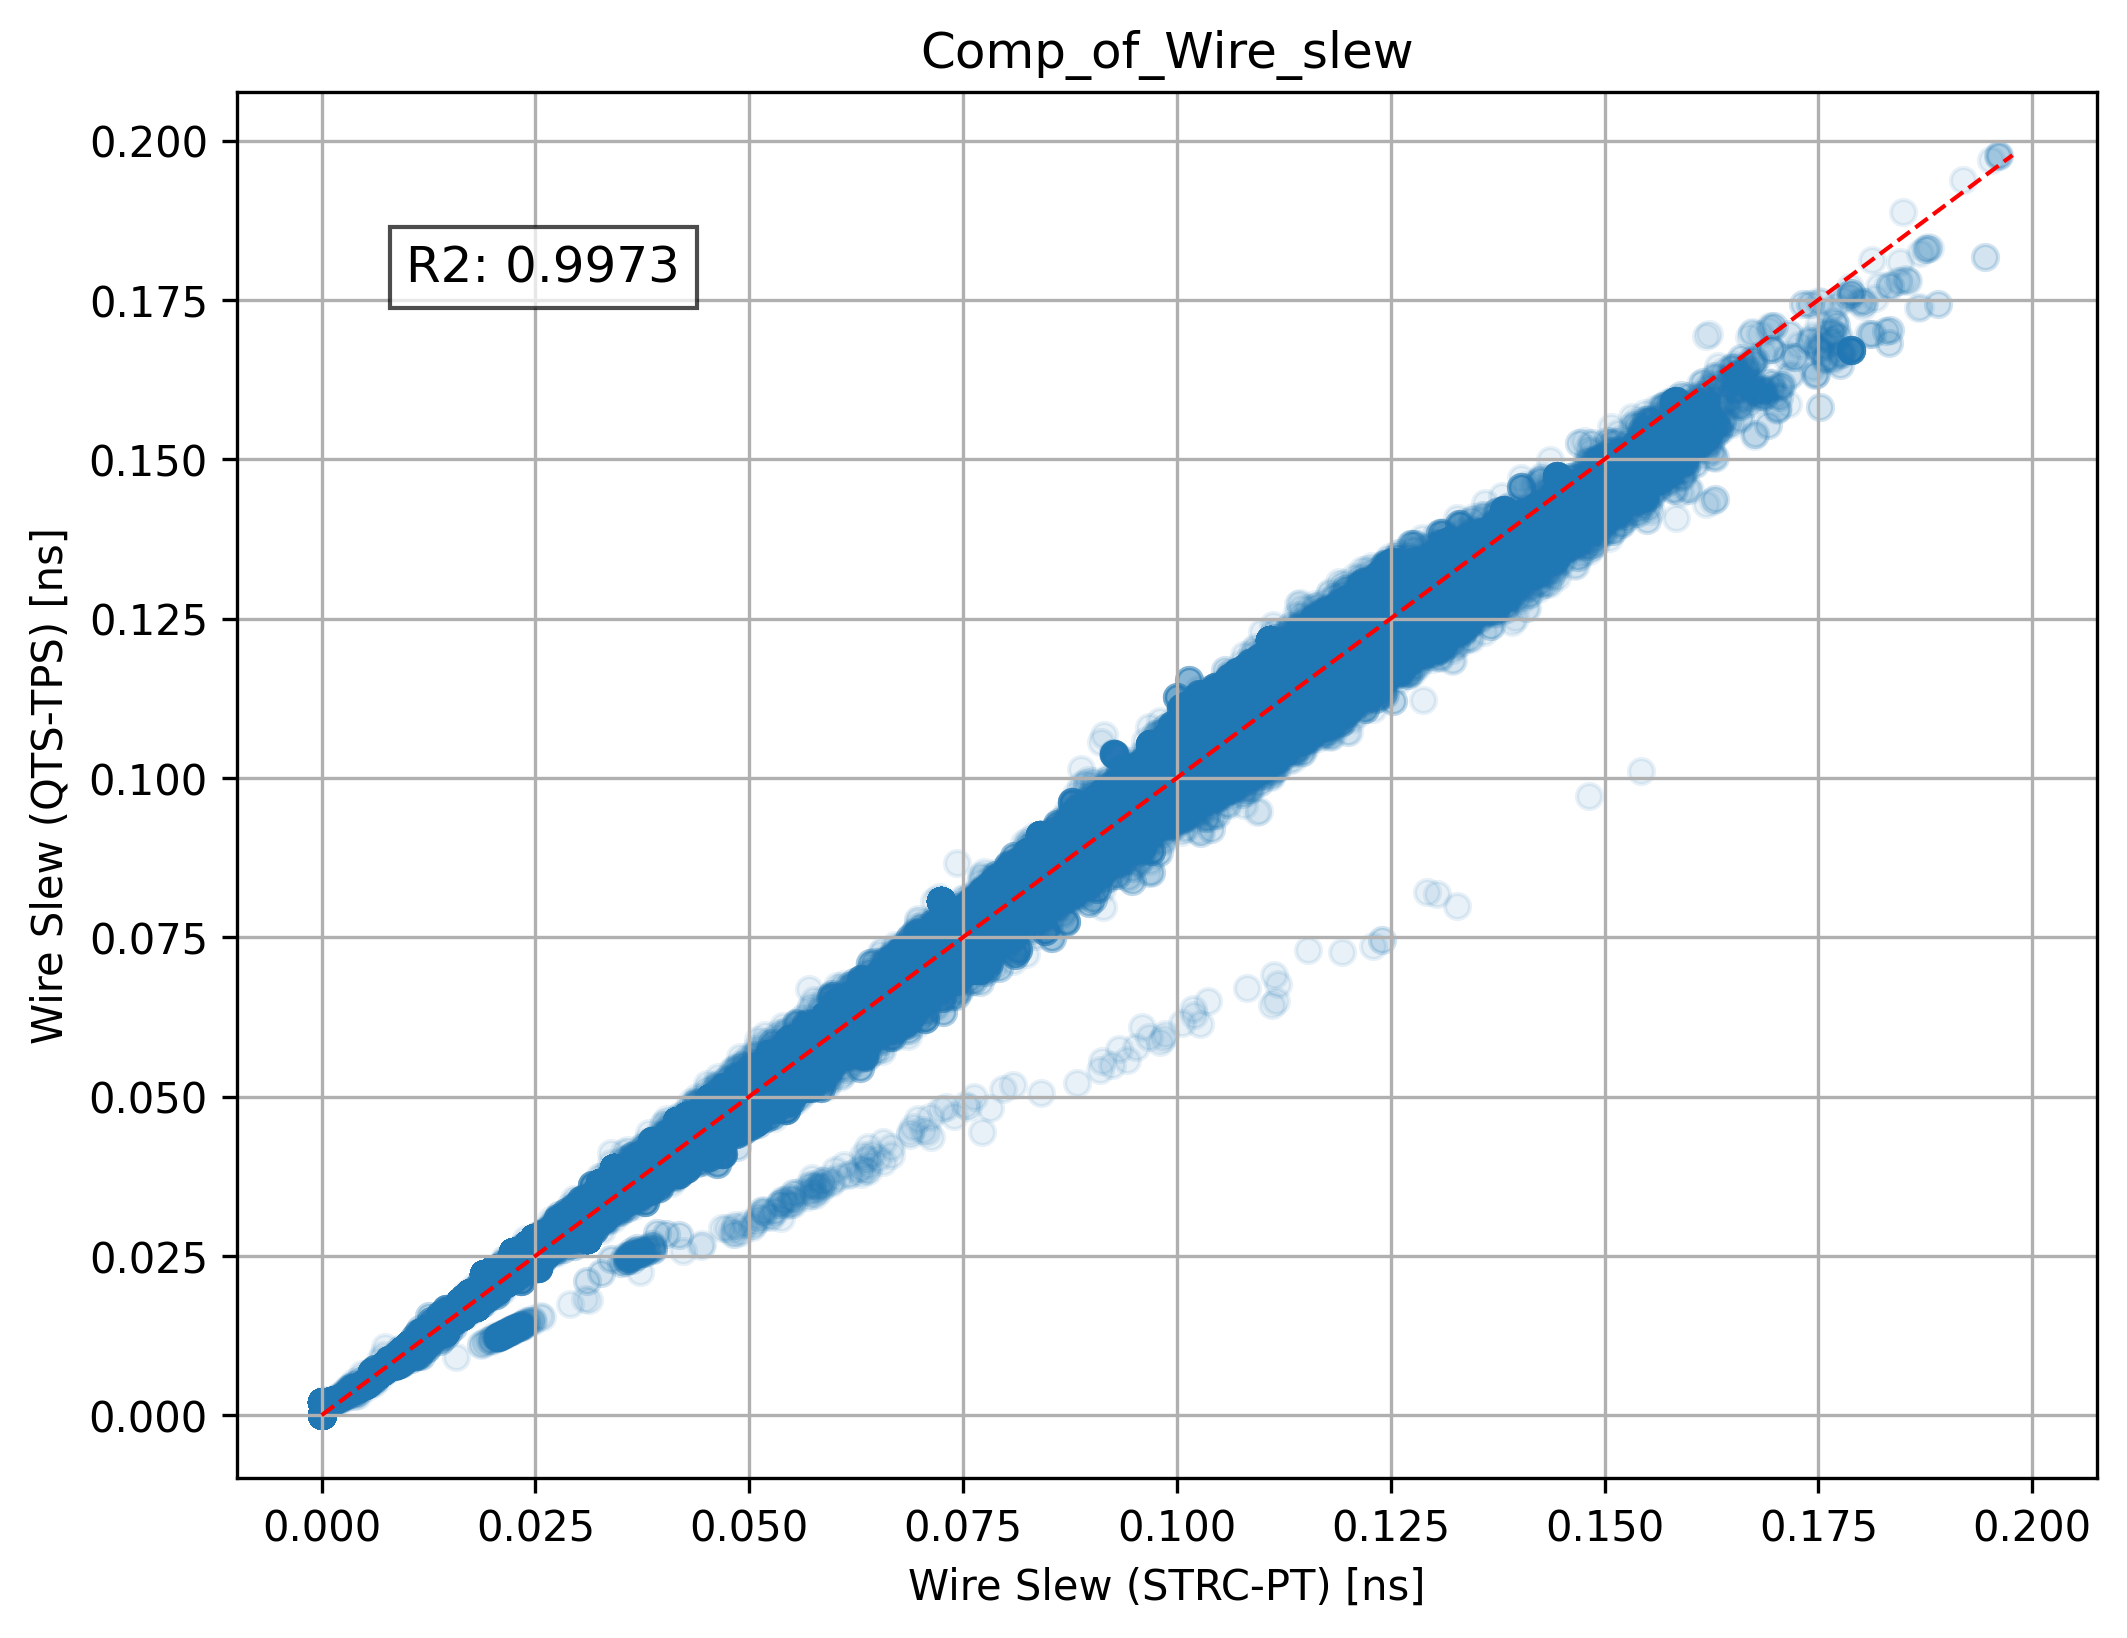 Comp_of_Wire_slew
R2: 0.9973
Wire Slew (QTS-TPS) [ns]
0.200
0.175
0.150
0.125
0.100
0.075
0.050
0.025
0.000
0.000 0.025 0.050 0.075 0.100 0.125 0.150 0.175 0.200
Wire Slew (STRC-PT) [ns]